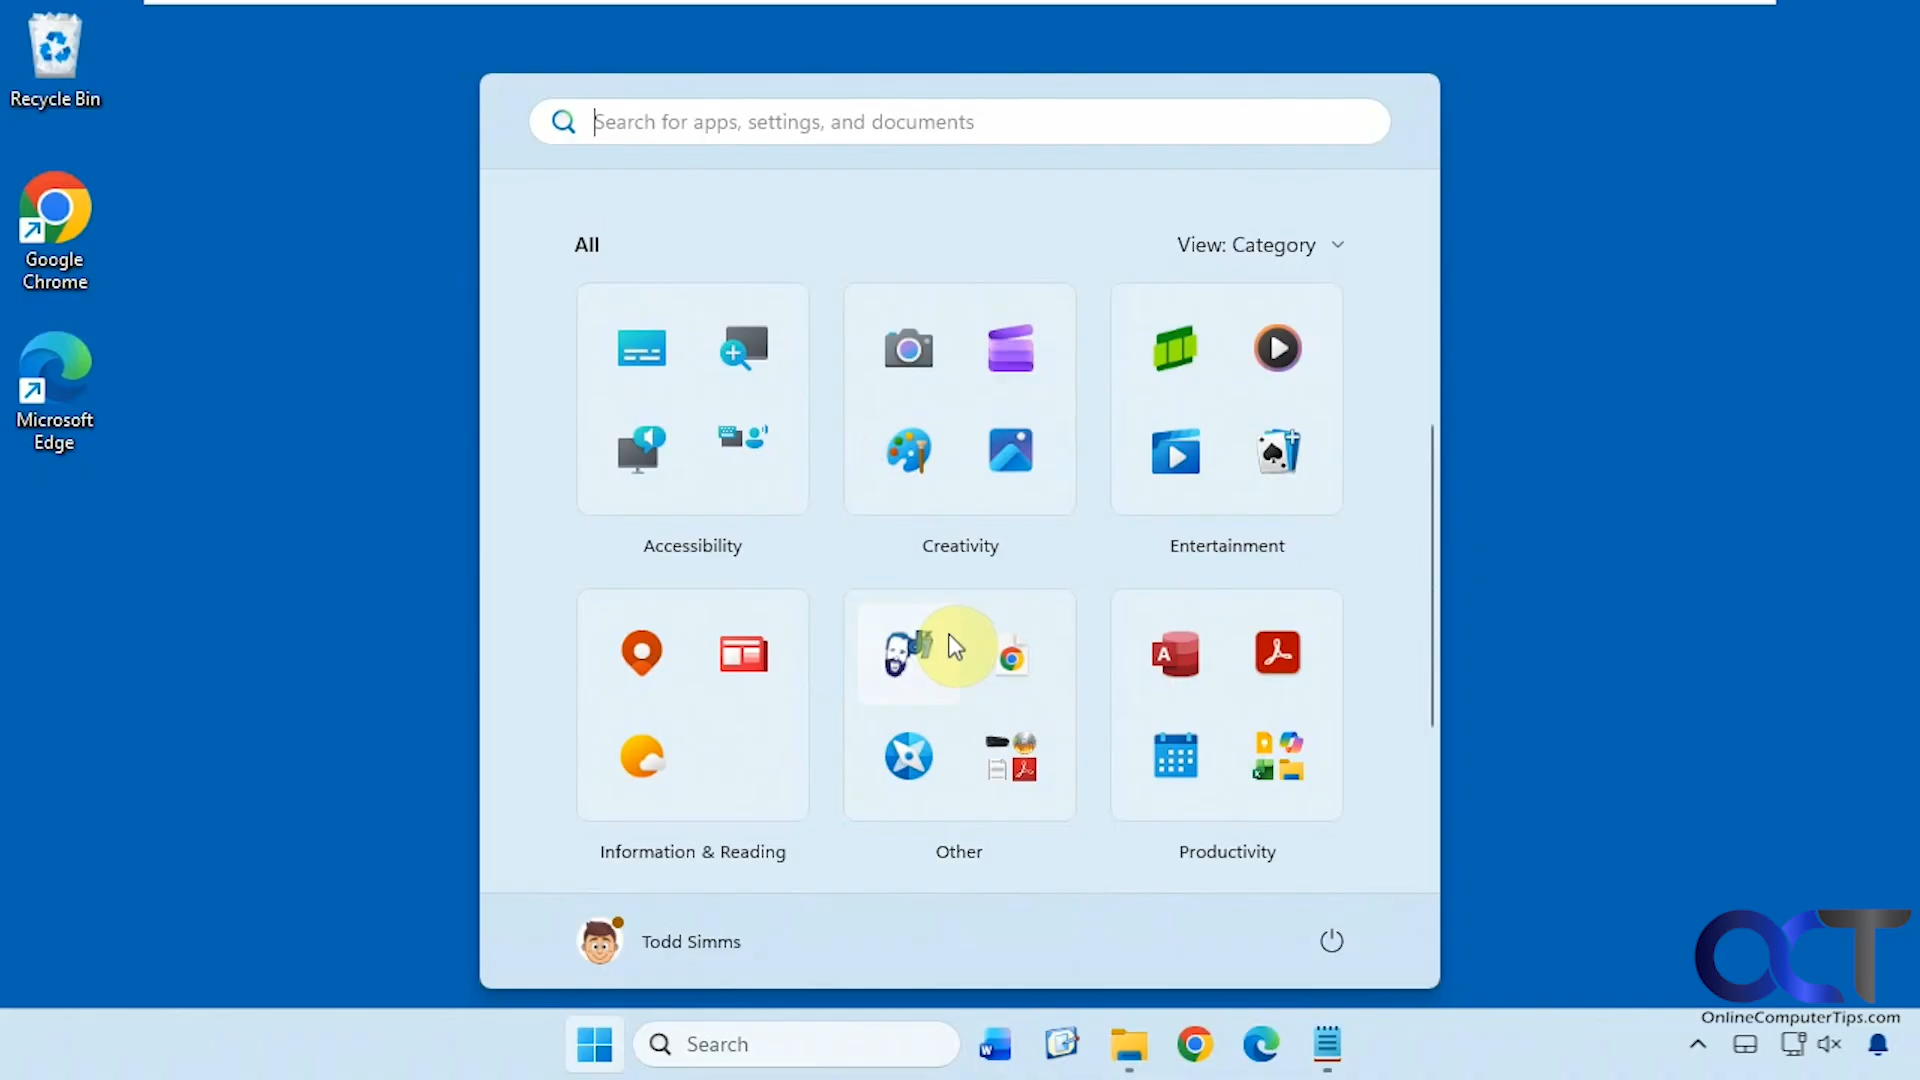 Recycle Bin
Google
Chrome
Microsoft
Edge
Search for apps, settings, and documents
All
View: Category
Accessibility
Creativity
Entertainment
A
Information & Reading
Other
Productivity
Todd Simms
OCT
OnlineComputerTips.com
Search
W